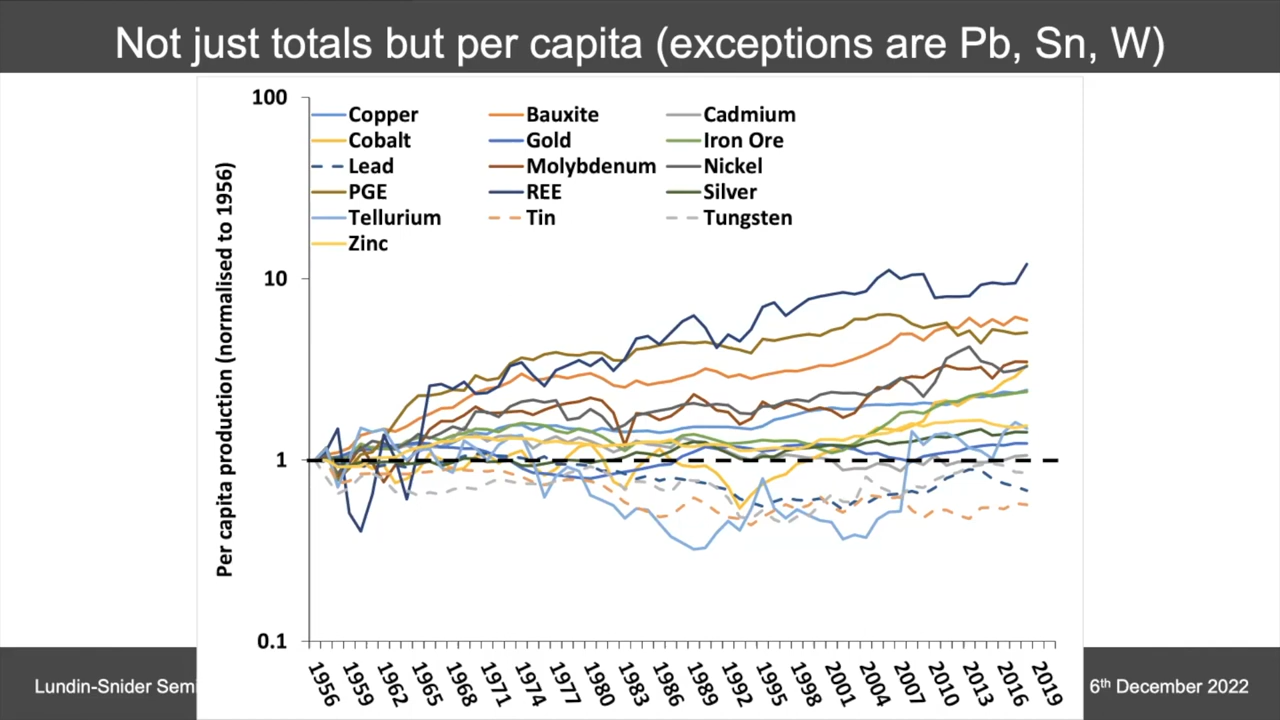 Not just totals but per capita (exceptions are Pb, Sn, W)
Per capita production (normalised to 1956)
100
10
1
0.1
Copper Bauxite Cadmium
Cobalt Gold Iron Ore
Lead Molybdenum Nickel
PGE REE Silver
Tellurium Tin Tungsten
Zinc
1956 1959 1962 1965 1968 1971 1974 1977 1980 1983 1986 1989 1992 1995 1998 2001 2004 2007 2010 2013 2016 2019
Lundin-Snider Semi
6th December 2022